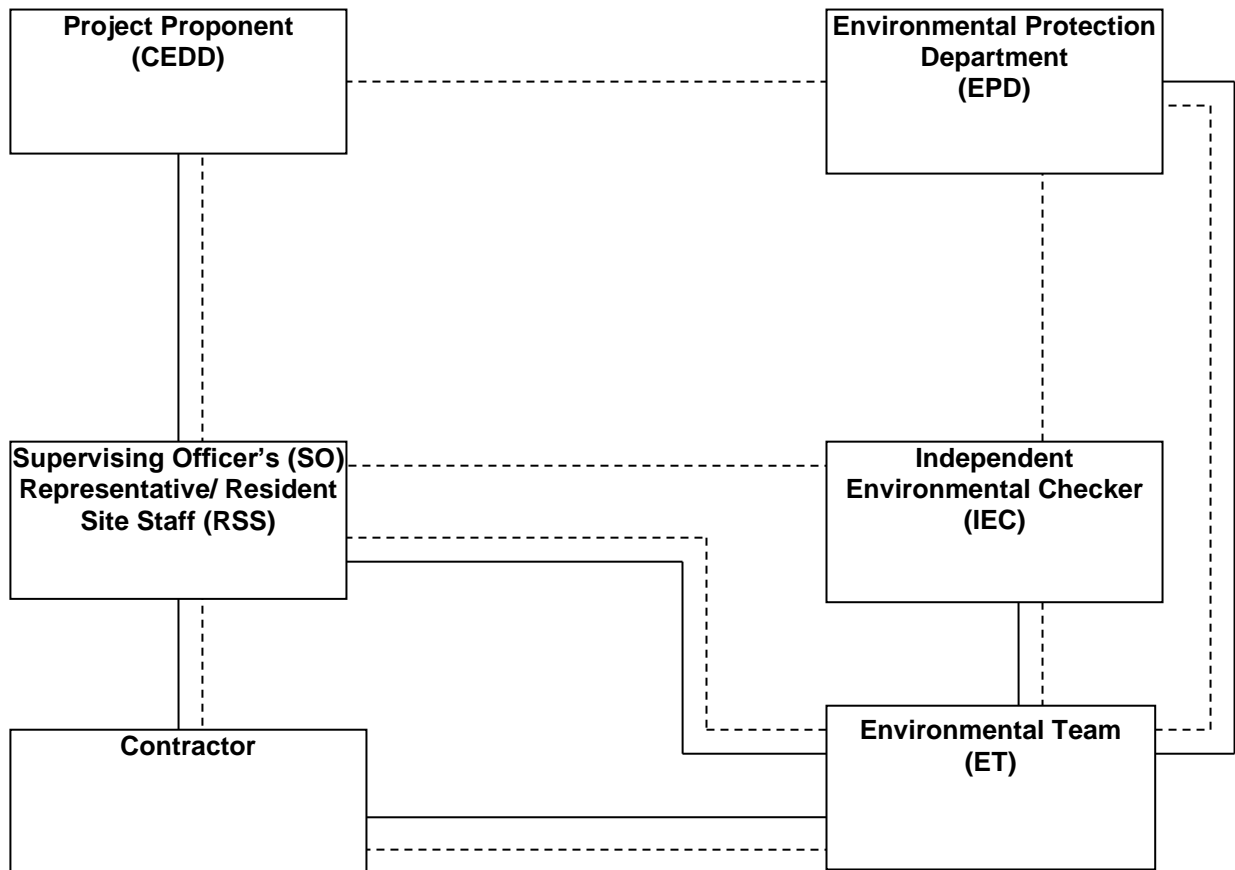 Project Proponent
(CEDD)
Environmental Protection
Department
(EPD)
Supervising Officer's (SO)
Representative/ Resident
Site Staff (RSS)
Independent
Environmental Checker
(IEC)
Contractor
Environmental Team
(ET)